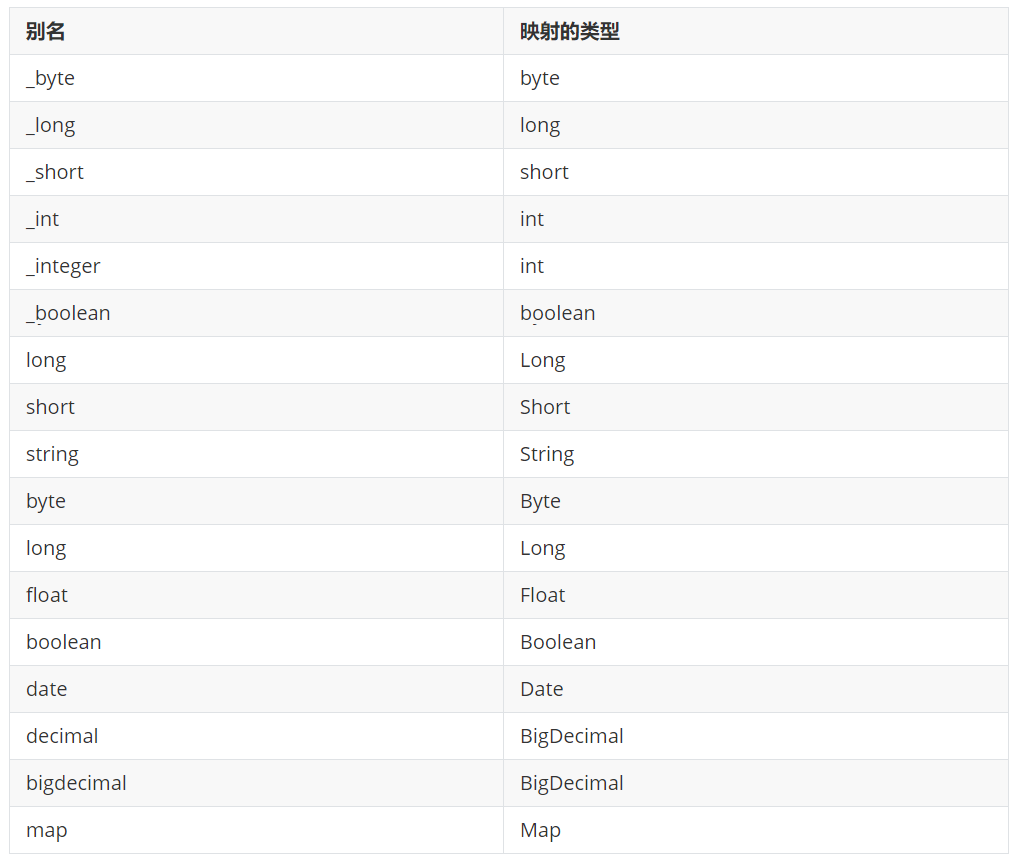 别名 映射的类型
_byte byte
_long long
_short short
_int int
_integer int
_boolean boolean
long Long
short Short
string String
byte Byte
long Long
float Float
boolean Boolean
date Date
decimal BigDecimal
bigdecimal BigDecimal
map Map